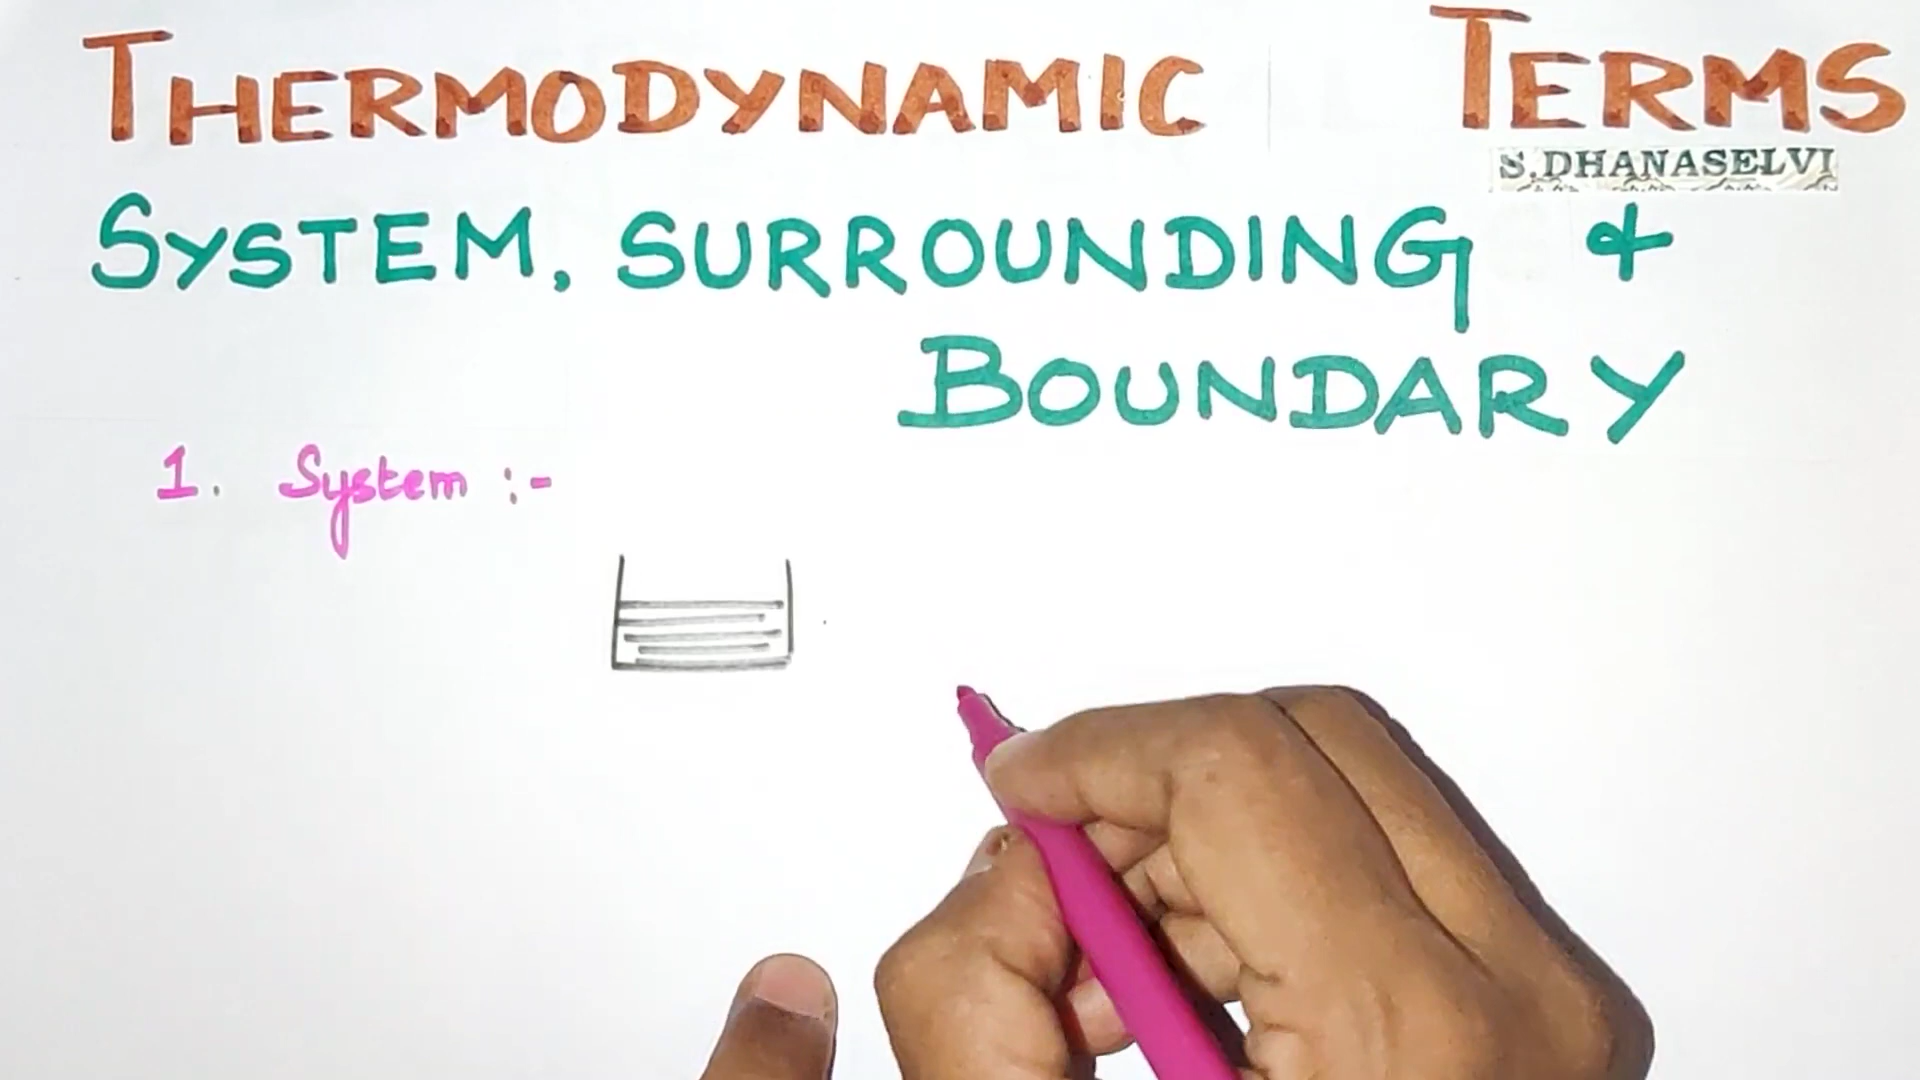 THERMODYNAMIC TERMS
S.DHANASELVI
SYSTEM, SURROUNDING &
BOUNDARY
1. System :-